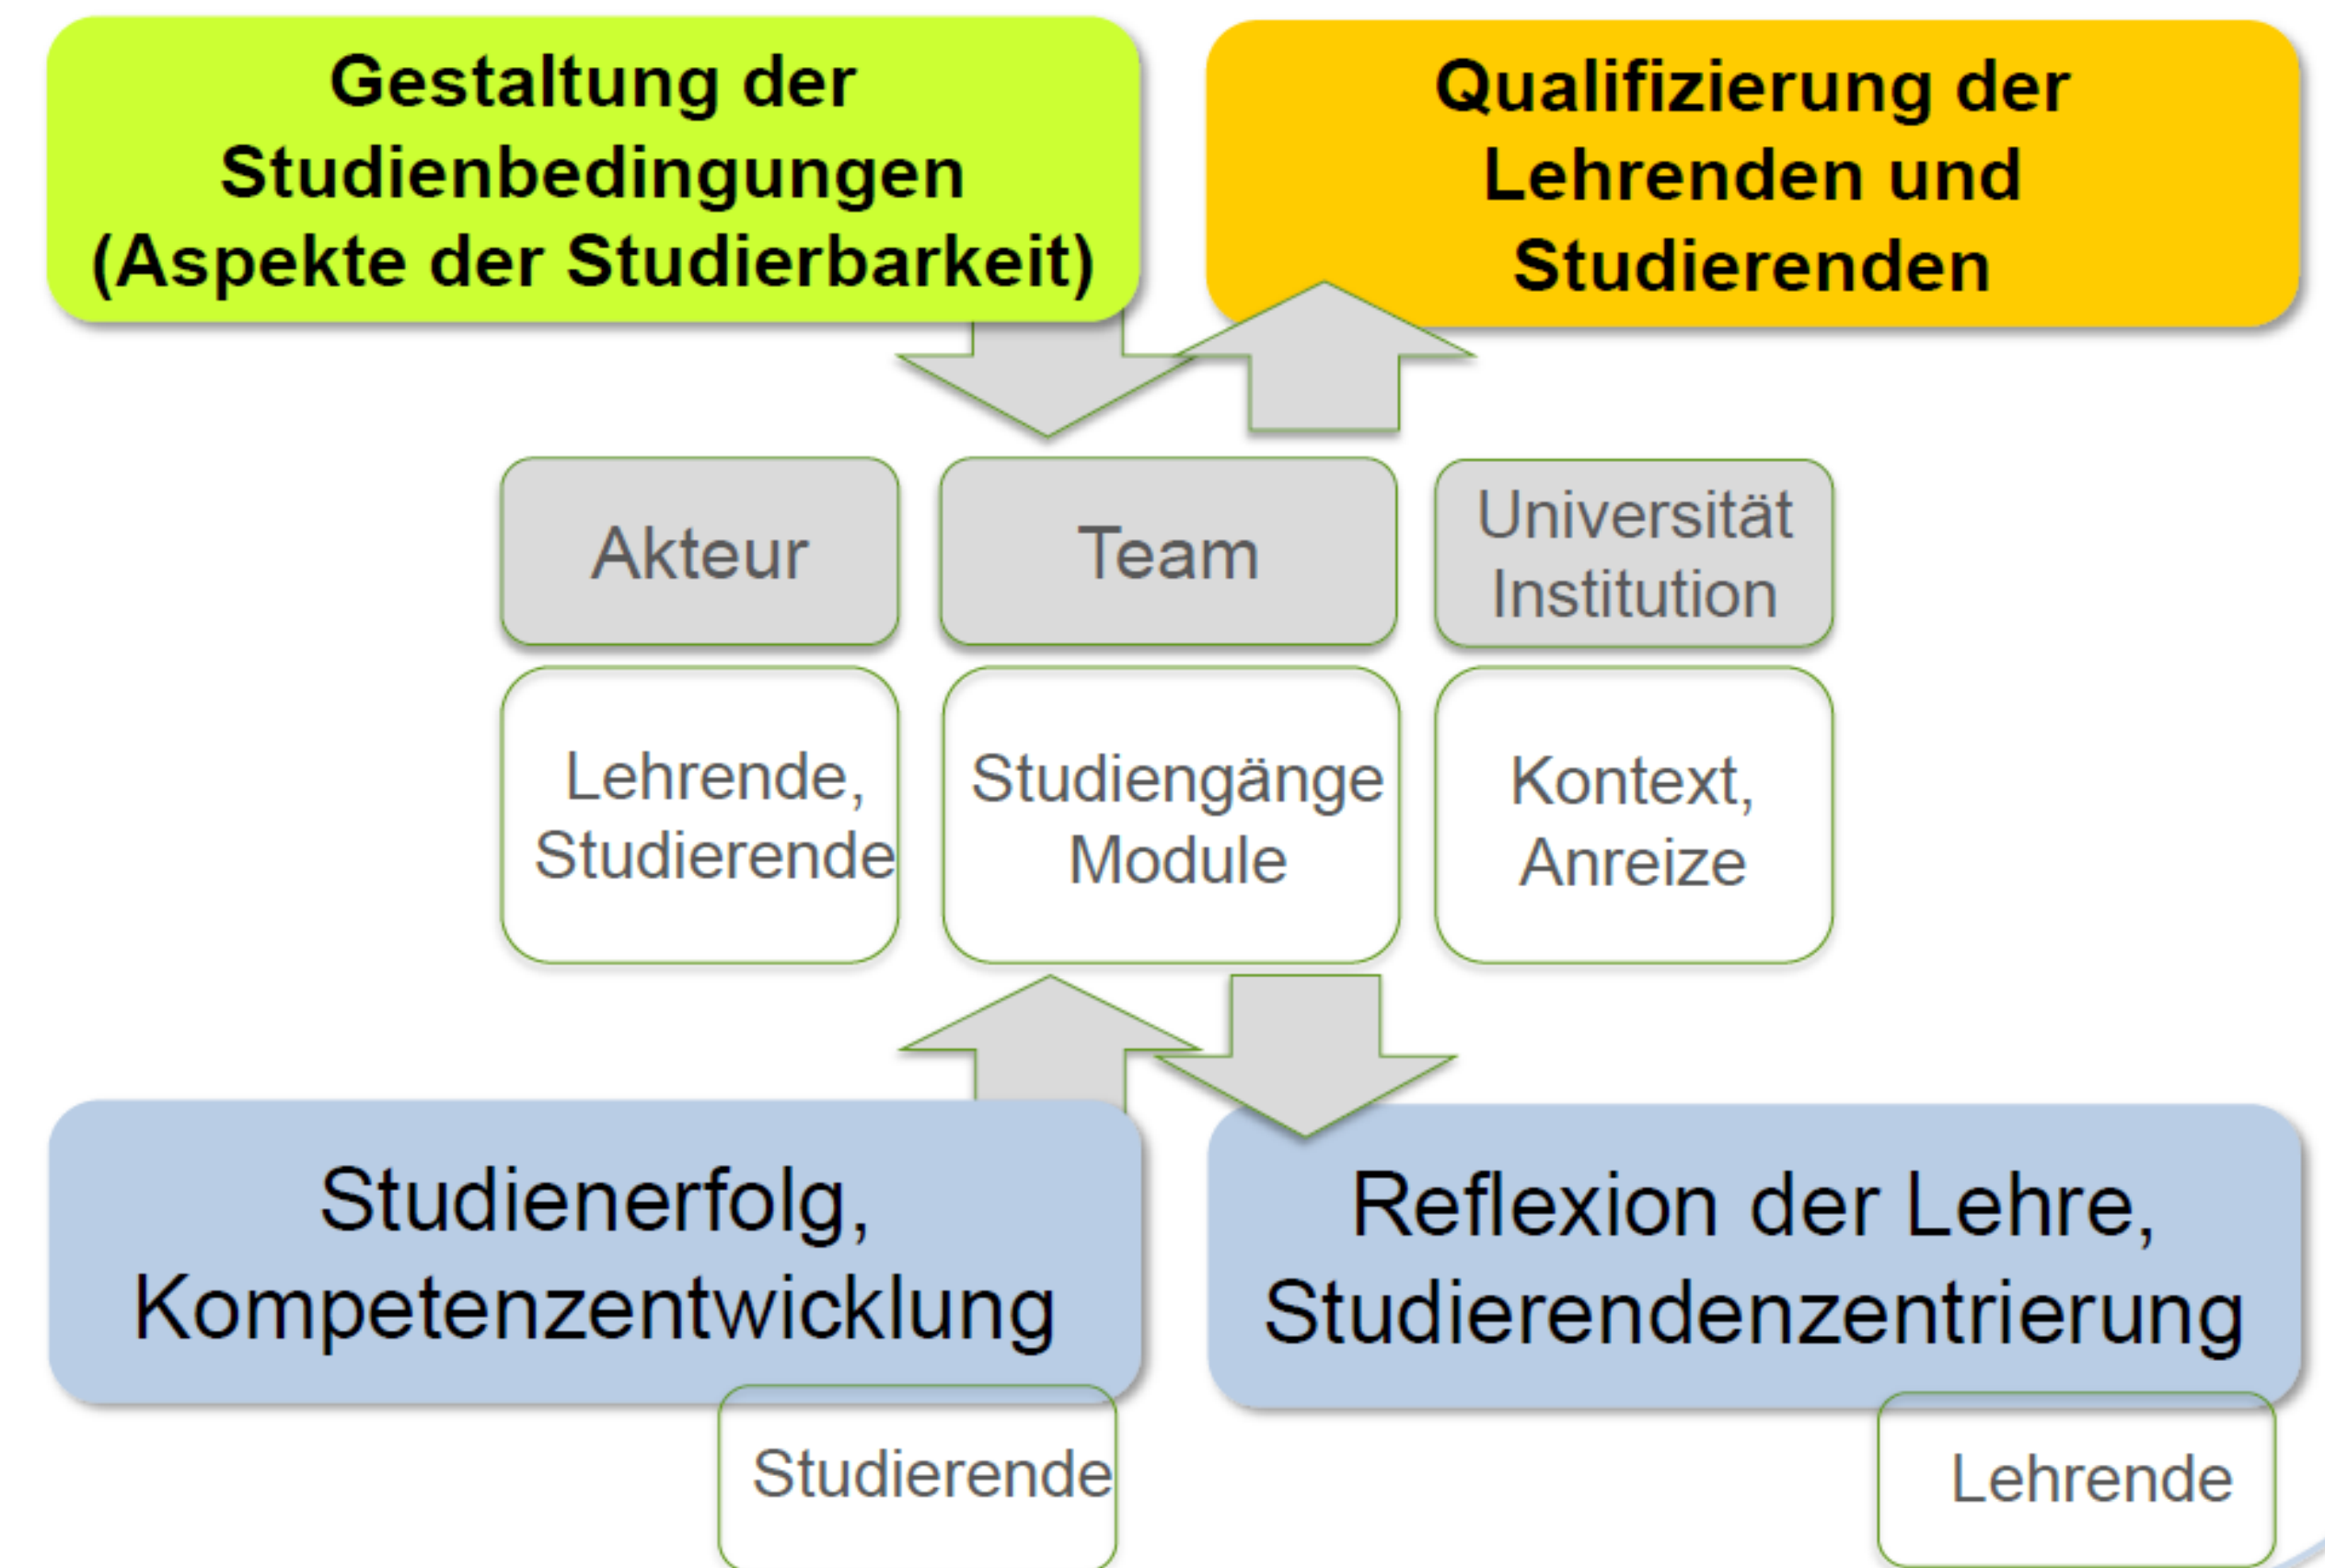 Gestaltung der
Studienbedingungen
(Aspekte der Studierbarkeit)
Qualifizierung der
Lehrenden und
Studierenden
Akteur
Team
Universität
Institution
Lehrende,
Studierende
Studiengänge
Module
Kontext,
Anreize
Studienerfolg,
Kompetenzentwicklung
Reflexion der Lehre,
Studierendenzentrierung
Studierende
Lehrende